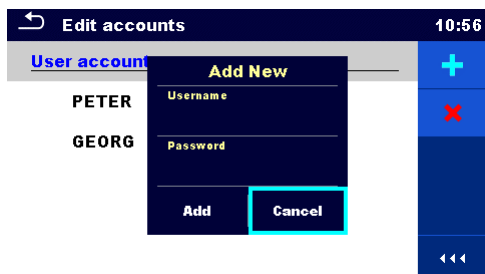 Edit accounts 10:56
User account
Add New
PETER
Username
GEORG
Password
Add Cancel